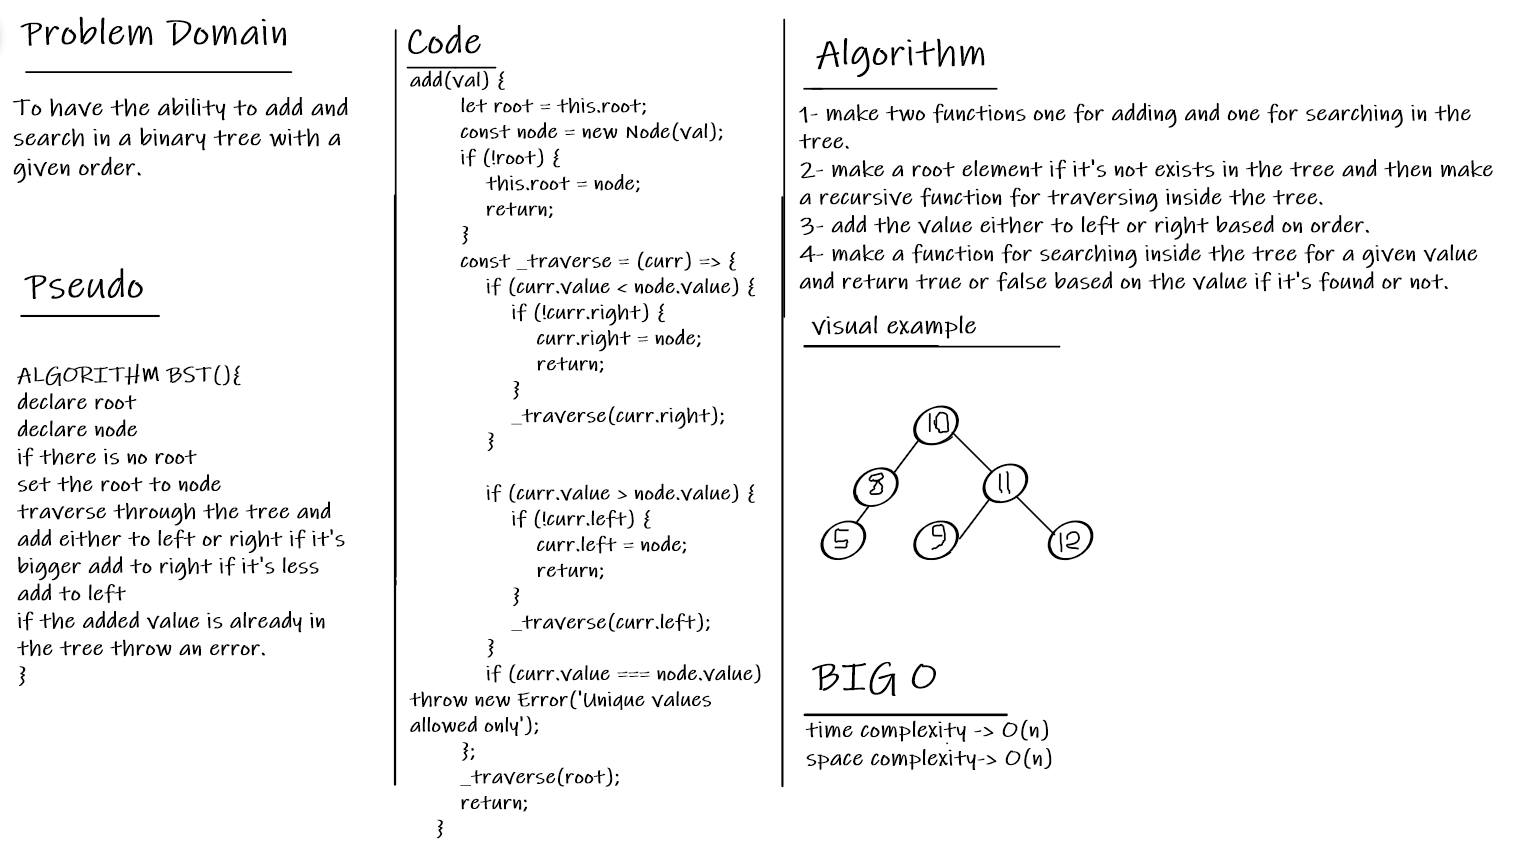 Problem Domain
To have the ability to add and
search in a binary tree with a
given order.
Pseudo
ALGORITHM BST(){
declare root
declare node
if there is no root
set the root to node
traverse through the tree and
add either to left or right if it's
bigger add to right if it's less
add to left
if the added value is already in
the tree throw an error.
}
Code
add(val) {
let root = this.root;
const node = new Node(val);
if (!root) {
this.root = node;
return;
}
const _traverse = (curr) => {
if (curr.value < node.value) {
if (!curr.right) {
curr.right = node;
return;
}
_traverse(curr.right);
}
if (curr.value > node.value) {
if (!curr.left) {
curr.left = node;
return;
}
_traverse(curr.left);
}
if (curr.value === node.value)
throw new Error('Unique values
allowed only');
};
_traverse(root);
return;
}
Algorithm
1- make two functions one for adding and one for searching in the
tree.
2- make a root element if it's not exists in the tree and then make
a recursive function for traversing inside the tree.
3- add the value either to left or right based on order.
4- make a function for searching inside the tree for a given value
and return true or false based on the value if it's found or not.
visual example
10
8 11
5 9 12
BIG O
time complexity -> O(n)
space complexity-> O(n)